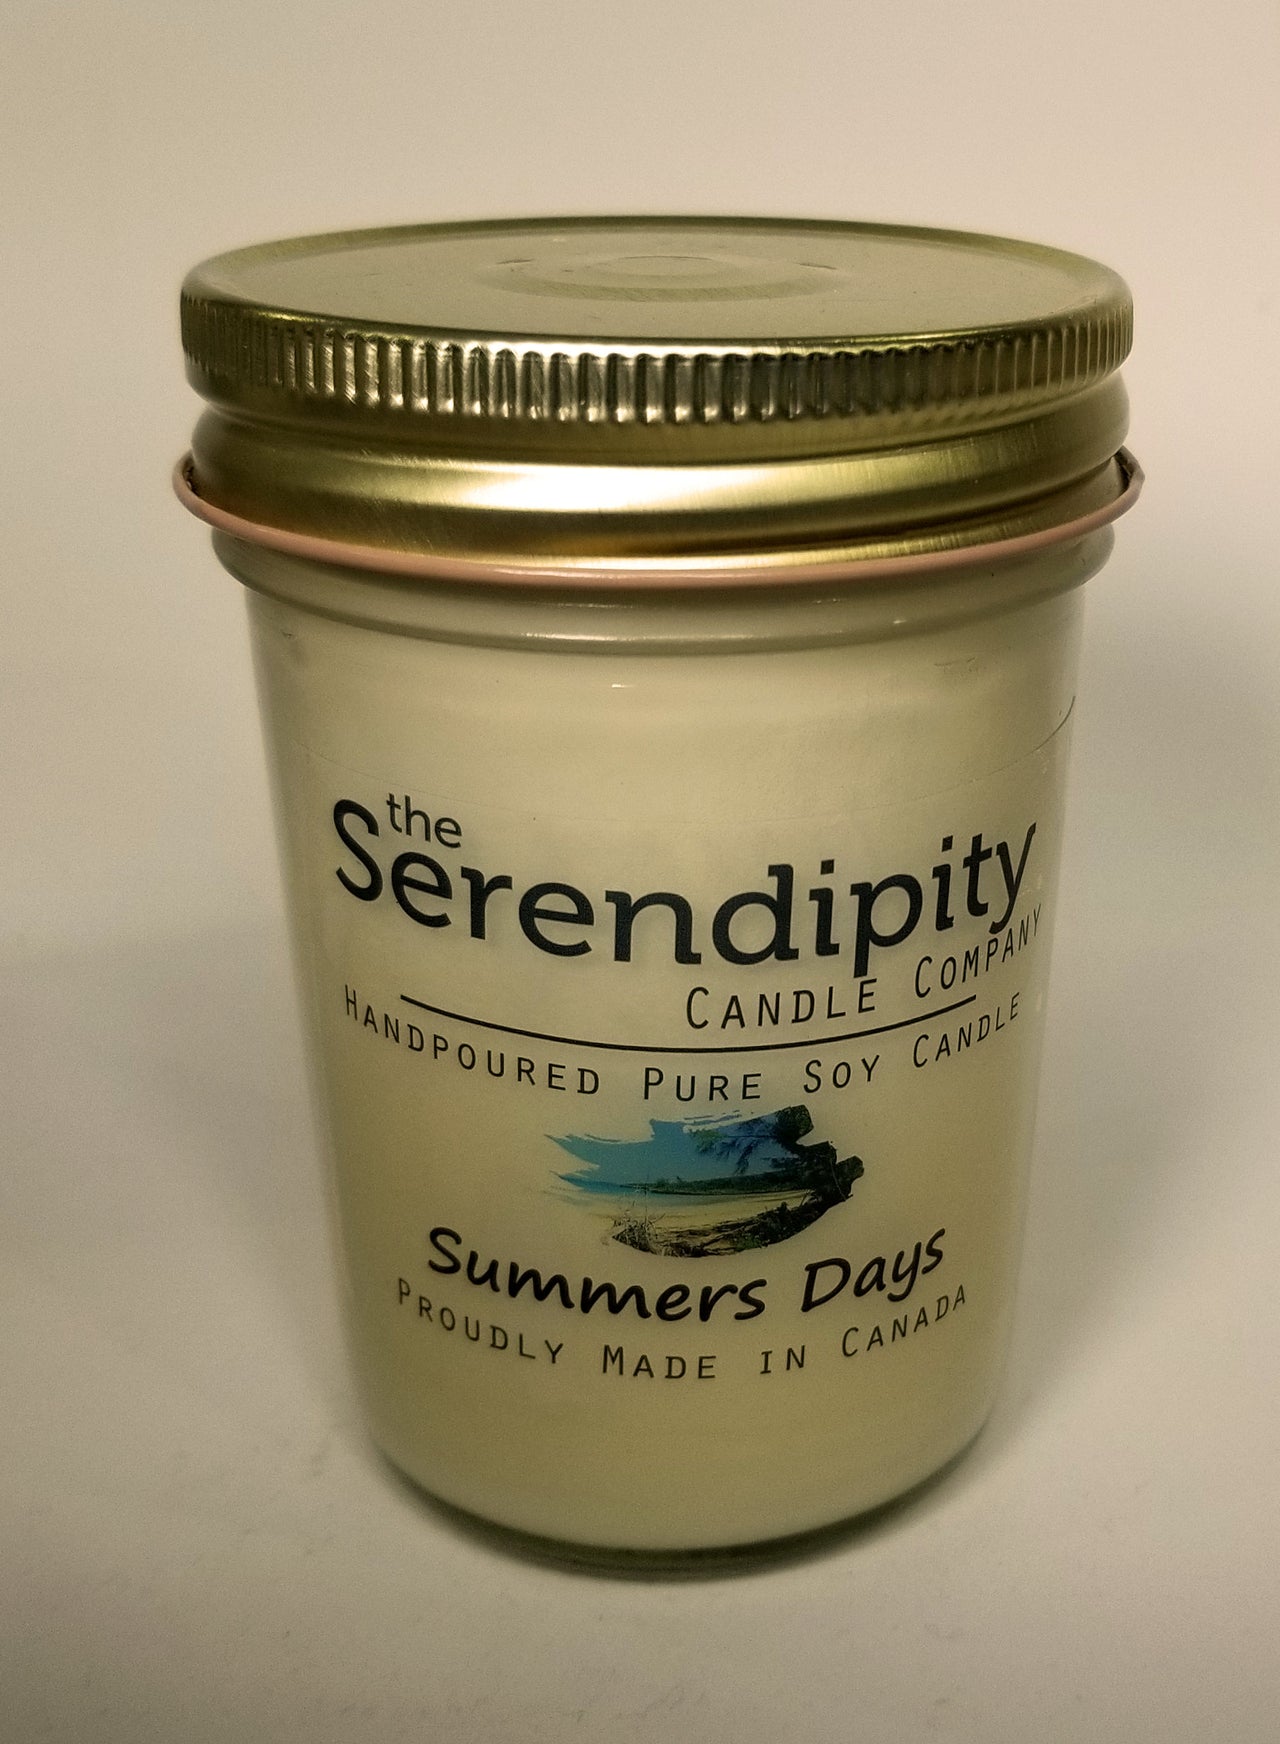 the
Serendipity
CANDLE COMPANY
HANDPOURED PURE SOY CANDLE
Summers Days
PROUDLY MADE IN CANADA